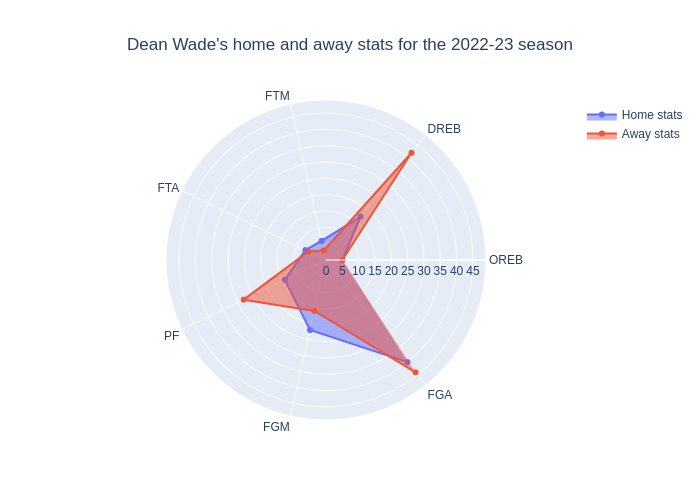 Dean Wade's home and away stats for the 2022-23 season
FTM
DREB
Home stats
Away stats
FTA
OREB
0 5 10 15 20 25 30 35 40 45
PF
FGA
FGM